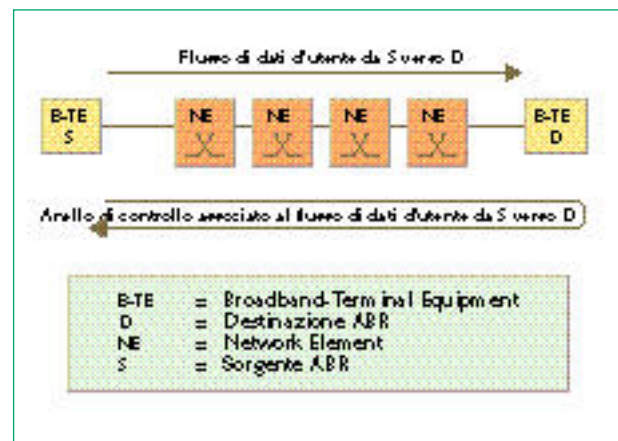 Flusso di dati d'utente da S verso D
B-TE NE NE NE NE B-TE
S D
Anello di controllo associato al flusso di dati d'utente da S verso D
B-TE = Broadband-Terminal Equipment
D = Destinazione ABR
NE = Network Element
S = Sorgente ABR